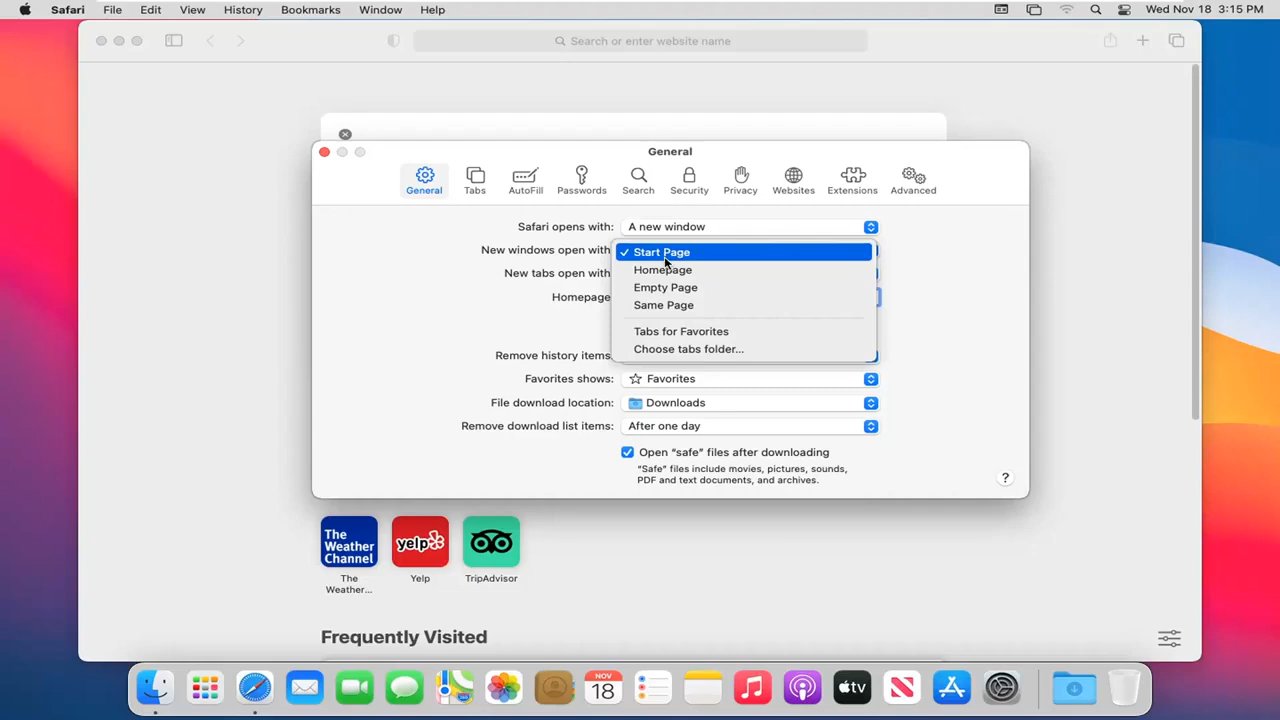 Safari File Edit View History Bookmarks Window Help Wed Nov 18 3:15 PM
Search or enter website name
General
General Tabs AutoFill Passwords Search Security Privacy Websites Extensions Advanced
Safari opens with: A new window
New windows open with
✓ Start Page
Homepage
Empty Page
Same Page
Tabs for Favorites
Choose tabs folder...
New tabs open with
Homepage
Remove history items:
Favorites shows: Favorites
File download location: Downloads
Remove download list items: After one day
Open “safe” files after downloading
“Safe” files include movies, pictures, sounds,
PDF and text documents, and archives.
?
The
Weather
Channel
yelp
The
Weather...
Yelp
TripAdvisor
Frequently Visited
NOV
18
tv